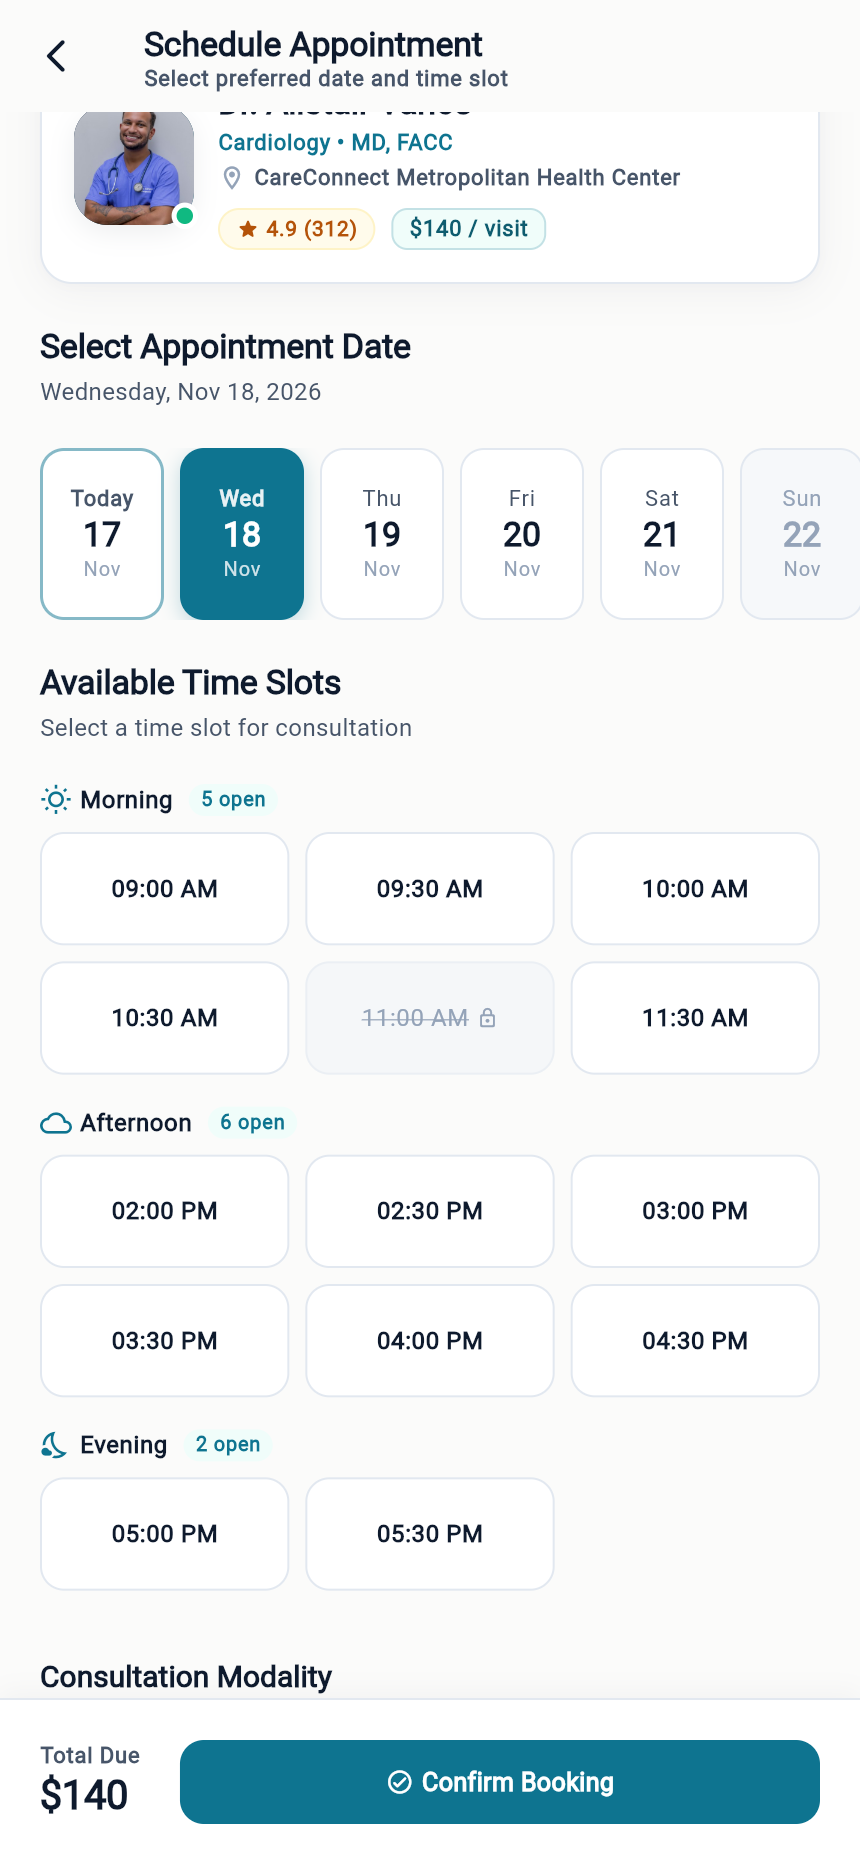 Schedule Appointment
Select preferred date and time slot
Cardiology • MD, FACC
CareConnect Metropolitan Health Center
4.9 (312)
$140 / visit
Select Appointment Date
Wednesday, Nov 18, 2026
Today
17
Nov
Wed
18
Nov
Thu
19
Nov
Fri
20
Nov
Sat
21
Nov
Sun
22
Nov
Available Time Slots
Select a time slot for consultation
Morning 5 open
09:00 AM
09:30 AM
10:00 AM
10:30 AM
11:00 AM
11:30 AM
Afternoon 6 open
02:00 PM
02:30 PM
03:00 PM
03:30 PM
04:00 PM
04:30 PM
Evening 2 open
05:00 PM
05:30 PM
Consultation Modality
Total Due
$140
Confirm Booking